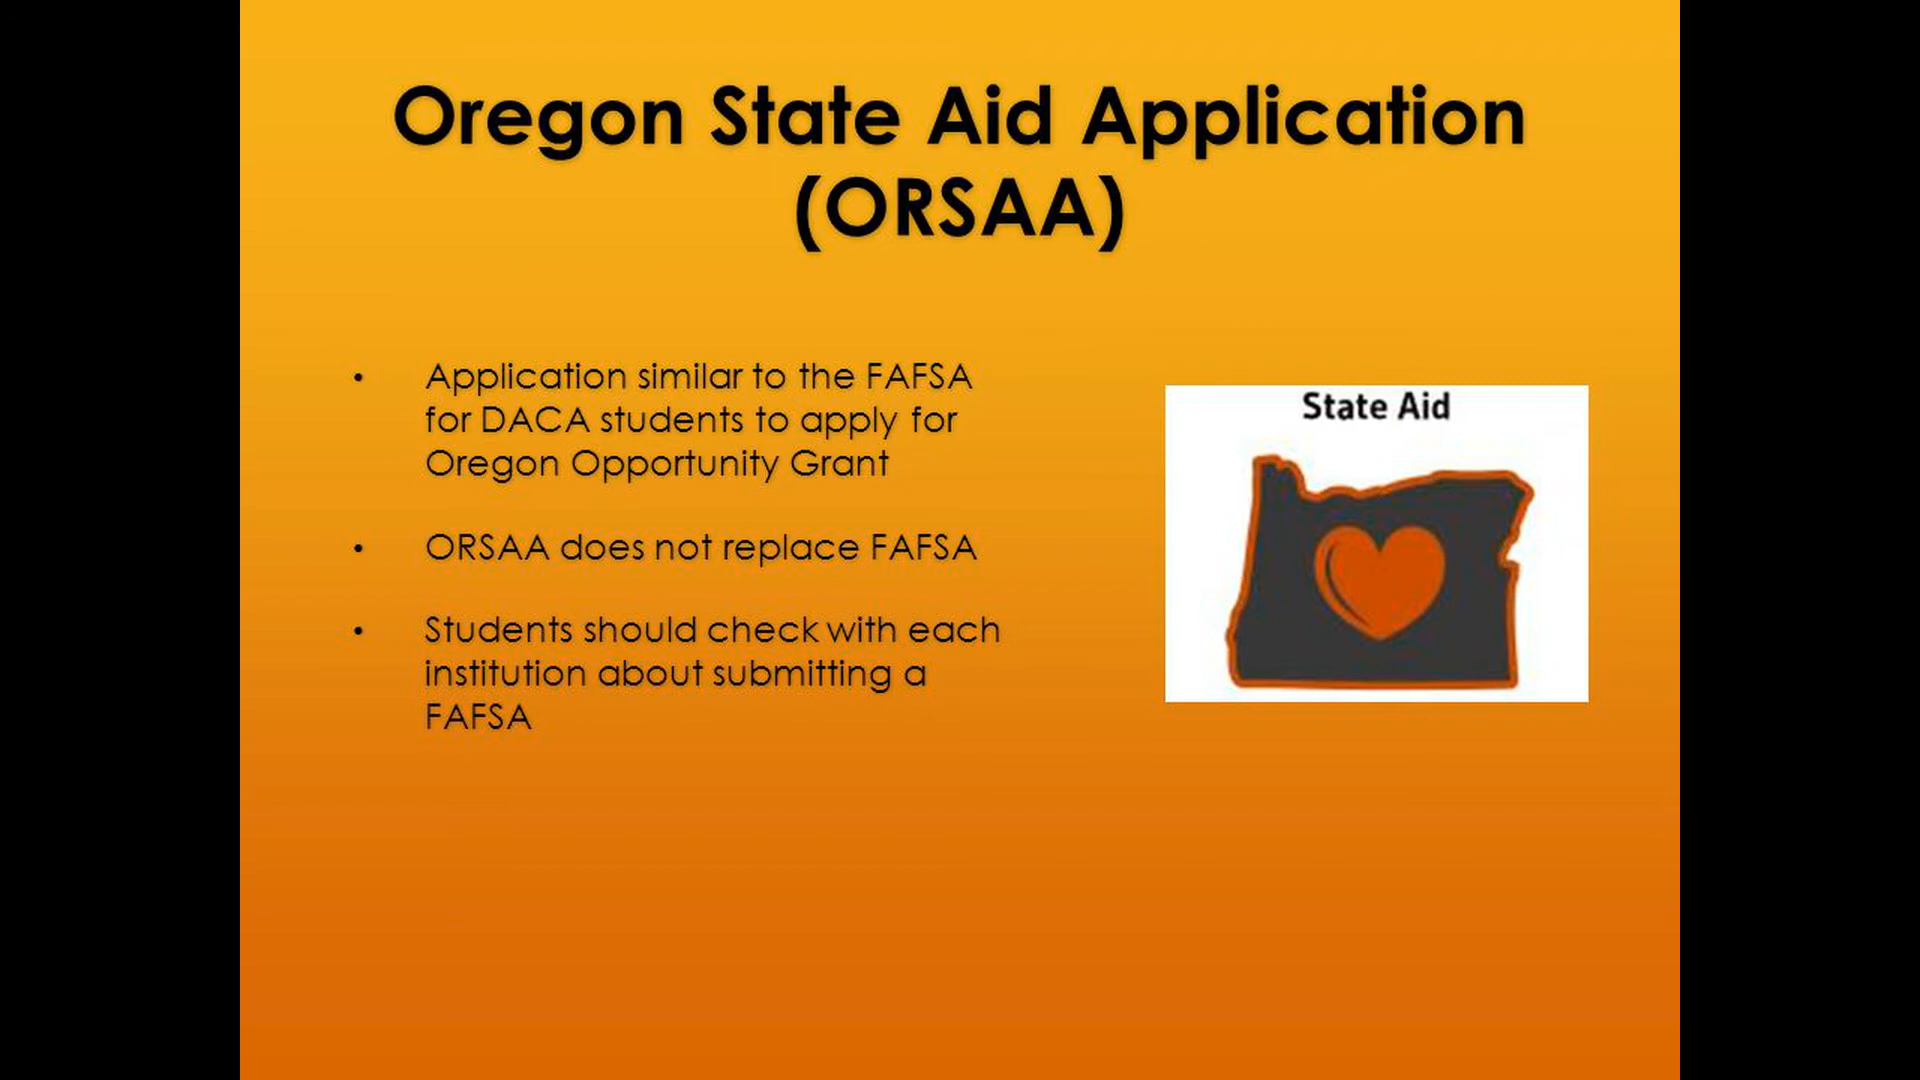 Oregon State Aid Application
(ORSAA)
• Application similar to the FAFSA
for DACA students to apply for
Oregon Opportunity Grant
• ORSAA does not replace FAFSA
• Students should check with each
institution about submitting a
FAFSA
State Aid